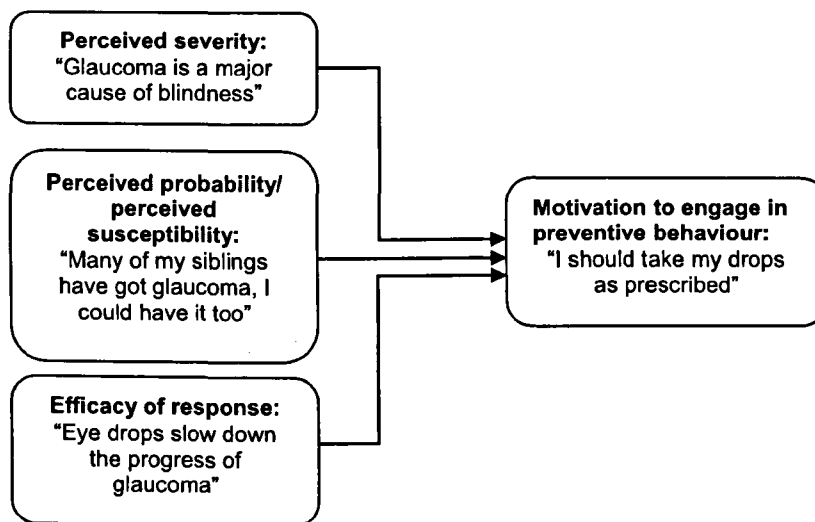 Perceived severity:
“Glaucoma is a major
cause of blindness”
Perceived probability/
perceived
susceptibility:
“Many of my siblings
have got glaucoma, I
could have it too”
Efficacy of response:
“Eye drops slow down
the progress of
glaucoma”
Motivation to engage in
preventive behaviour:
“I should take my drops
as prescribed”